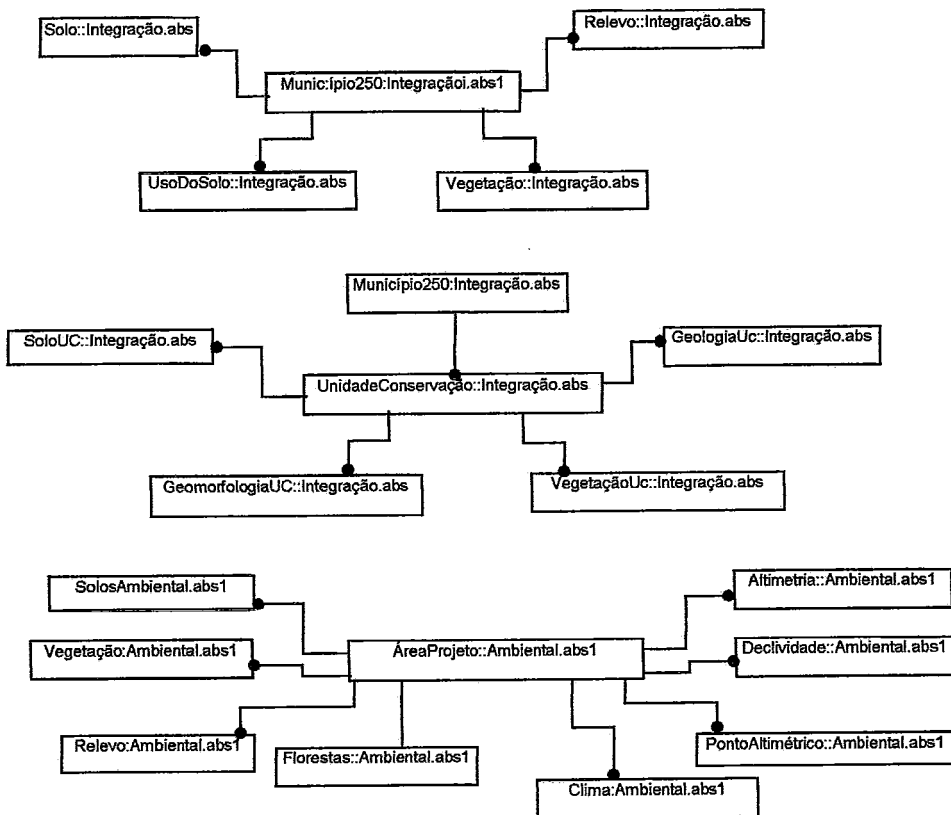 Solo::Integração.abs
Relevo::Integração.abs
Munic:ípio250:Integraçãoi.abs1
UsoDoSolo::Integração.abs
Vegetação::Integração.abs
Município250:Integração.abs
SoloUC::Integração.abs
GeologiaUc::Integração.abs
UnidadeConservação::Integração.abs
GeomorfologiaUC::Integração.abs
VegetaçãoUc::Integração.abs
SolosAmbiental.abs1
Altimetria::Ambiental.abs1
Vegetação:Ambiental.abs1
ÁreaProjeto::Ambiental.abs1
Declividade::Ambiental.abs1
Relevo:Ambiental.abs1
Florestas::Ambiental.abs1
PontoAltimétrico::Ambiental.abs1
Clima:Ambiental.abs1